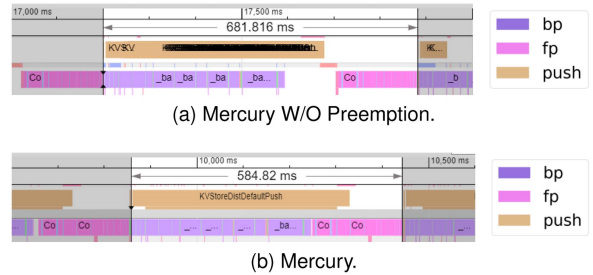 17,000 ms 17,500 ms
681.816 ms
KVSKV.
K...
Co _ba _ba _ba _ba... Co _b
bp
fp
push
(a) Mercury W/O Preemption.
10,000 ms 10,500 ms
584.82 ms
KVStoreDistDefaultPush
Co Co _... _... _... _ba... Co Co _...
bp
fp
push
(b) Mercury.